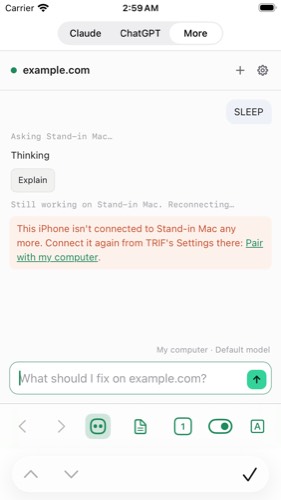 Carrier 2:59 AM
Claude ChatGPT More
example.com
SLEEP
Asking Stand-in Mac…
Thinking
Explain
Still working on Stand-in Mac. Reconnecting…
This iPhone isn't connected to Stand-in Mac any
more. Connect it again from TRIF's Settings there: Pair
with my computer.
My computer · Default model
What should I fix on example.com?
1 A